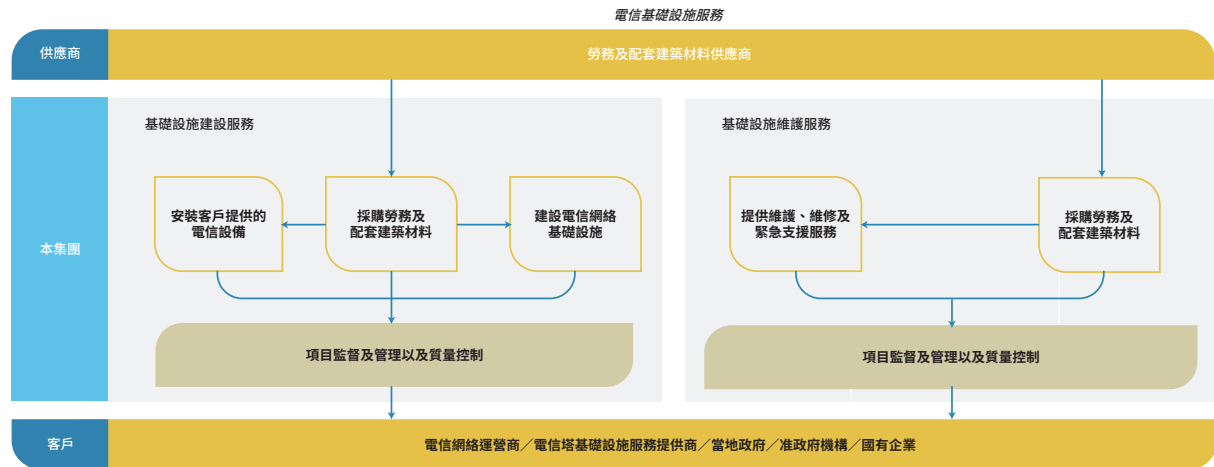 電信基礎設施服務
供應商
勞務及配套建築材料供應商
本集團
基礎設施建設服務
安裝客戶提供的
電信設備
採購勞務及
配套建築材料
建設電信網絡
基礎設施
項目監督及管理以及質量控制
基礎設施維護服務
提供維護、維修及
緊急支援服務
採購勞務及
配套建築材料
項目監督及管理以及質量控制
客戶
電信網絡運營商／電信塔基礎設施服務提供商／當地政府／准政府機構／國有企業